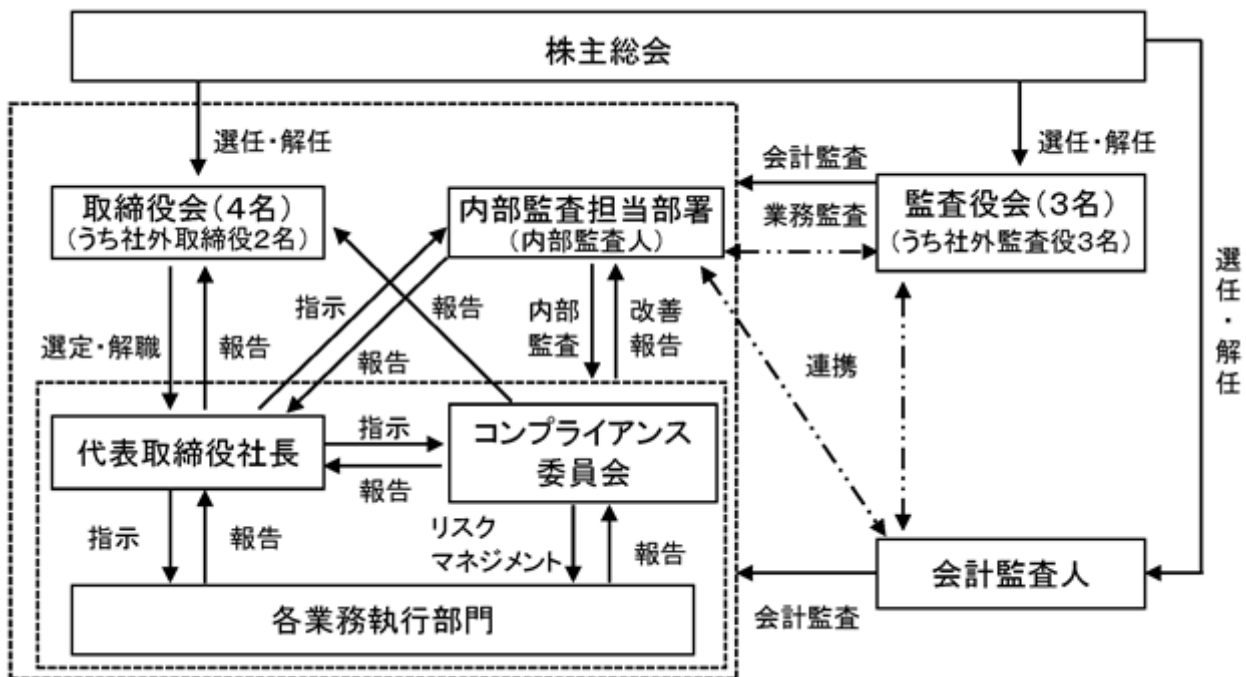 株主総会
選任・解任
選任・解任
会計監査
取締役会(4名)
(うち社外取締役2名)
内部監査担当部署
(内部監査人)
業務監査
監査役会(3名)
(うち社外監査役3名)
選任・解任
指示
報告
内部
監査
改善
報告
選定・解職
報告
報告
連携
代表取締役社長
指示
報告
コンプライアンス
委員会
指示
報告
リスク
マネジメント
報告
会計監査人
会計監査
各業務執行部門